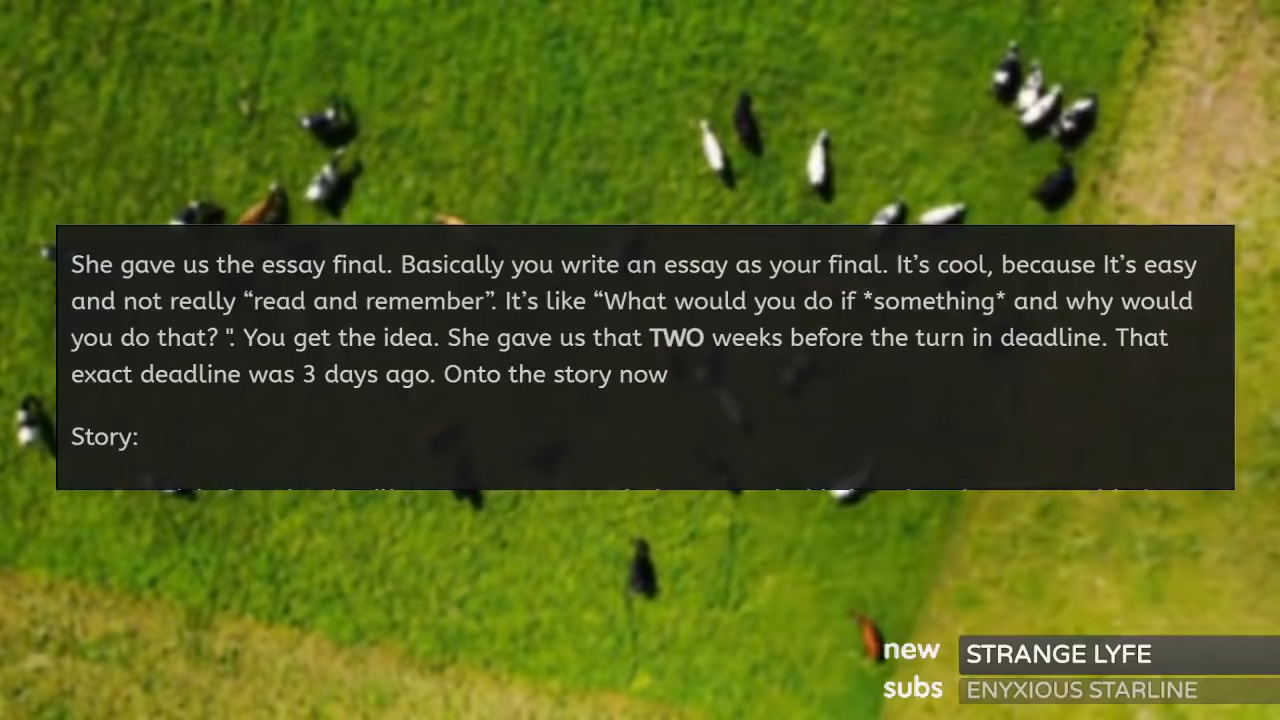 She gave us the essay final. Basically you write an essay as your final. It’s cool, because It’s easy
and not really “read and remember”. It’s like “What would you do if *something* and why would
you do that? ". You get the idea. She gave us that TWO weeks before the turn in deadline. That
exact deadline was 3 days ago. Onto the story now
Story:
new
STRANGE LYFE
subs
ENYXIOUS STARLINE